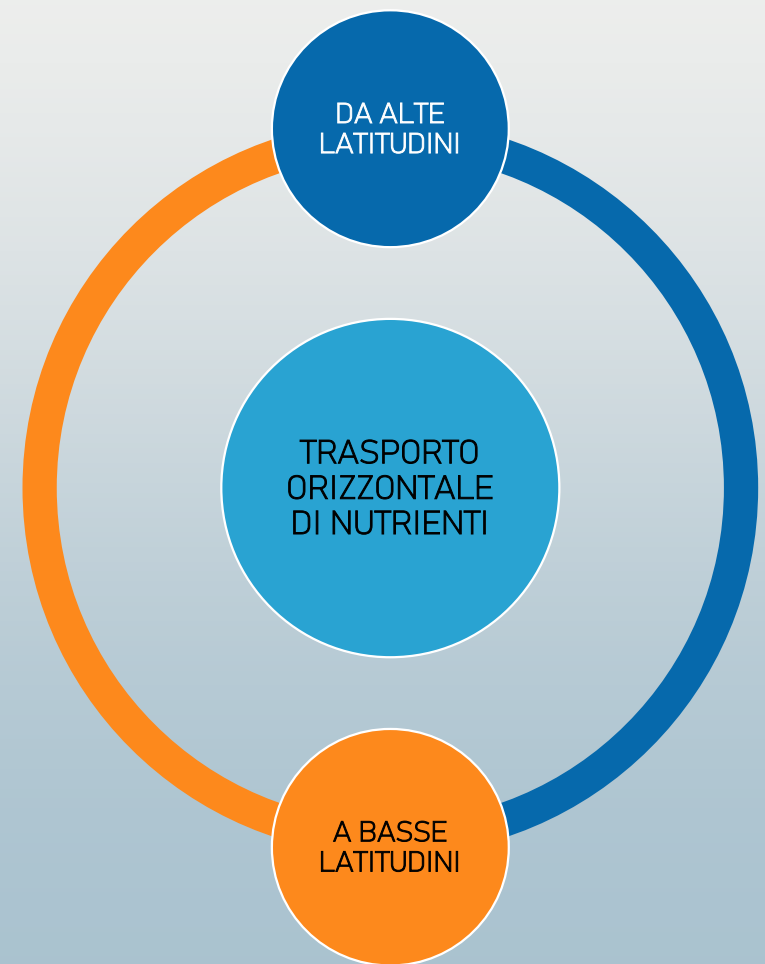 DA ALTE
LATITUDINI
TRASPORTO
ORIZZONTALE
DI NUTRIENTI
A BASSE
LATITUDINI